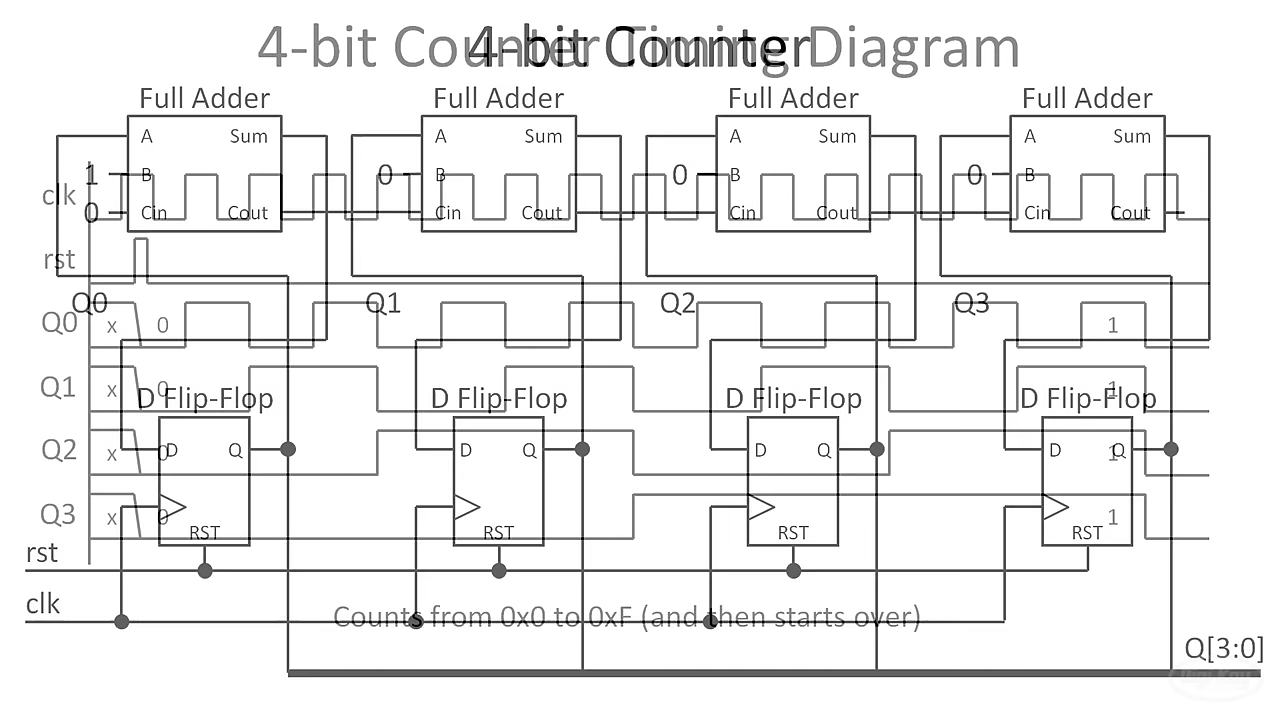 4-bit Counter Timing Diagram
4-bit Counter
Full Adder Full Adder Full Adder Full Adder
A Sum A Sum A Sum A Sum
1 B 0 B 0 B 0 B
clk
0 Cin Cout Cin Cout Cin Cout Cin Cout
rst
Q0 Q1 Q2 Q3
Q0 x 0 1
Q1 x 0 1
D Flip-Flop D Flip-Flop D Flip-Flop D Flip-Flop
Q2 x 0 1
D Q D Q D Q D Q
Q3 x 0 1
RST RST RST RST
rst
clk
Counts from 0x0 to 0xF (and then starts over)
Q[3:0]